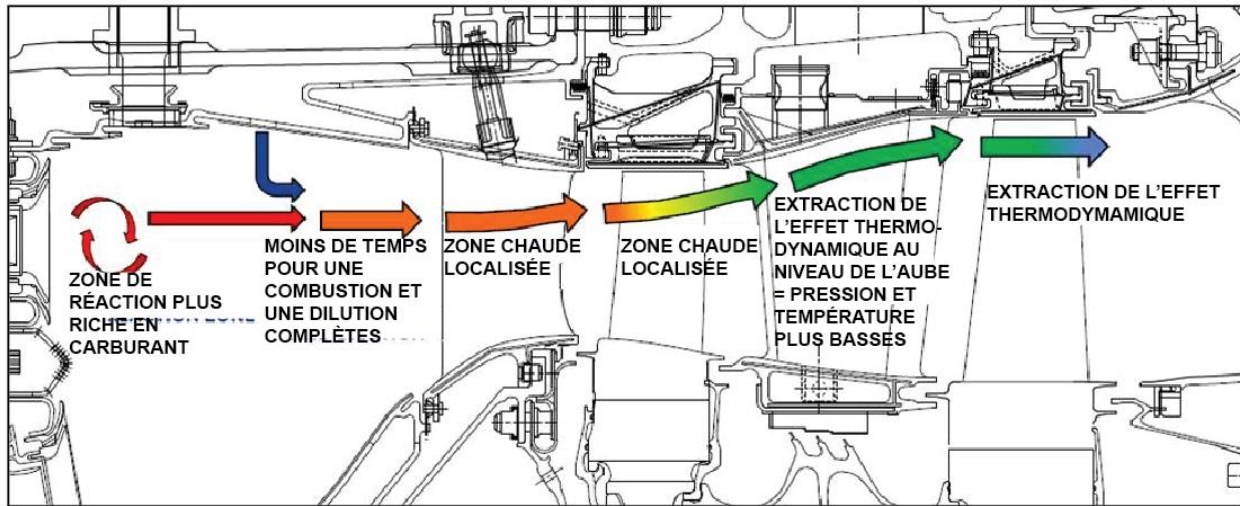 ZONE DE
RÉACTION PLUS
RICHE EN
CARBURANT
MOINS DE TEMPS
POUR UNE
COMBUSTION ET
UNE DILUTION
COMPLÈTES
ZONE CHAUDE
LOCALISÉE
ZONE CHAUDE
LOCALISÉE
EXTRACTION DE
L'EFFET THERMO-
DYNAMIQUE AU
NIVEAU DE L'AUBE
= PRESSION ET
TEMPÉRATURE
PLUS BASSES
EXTRACTION DE L'EFFET
THERMODYMAMIQUE